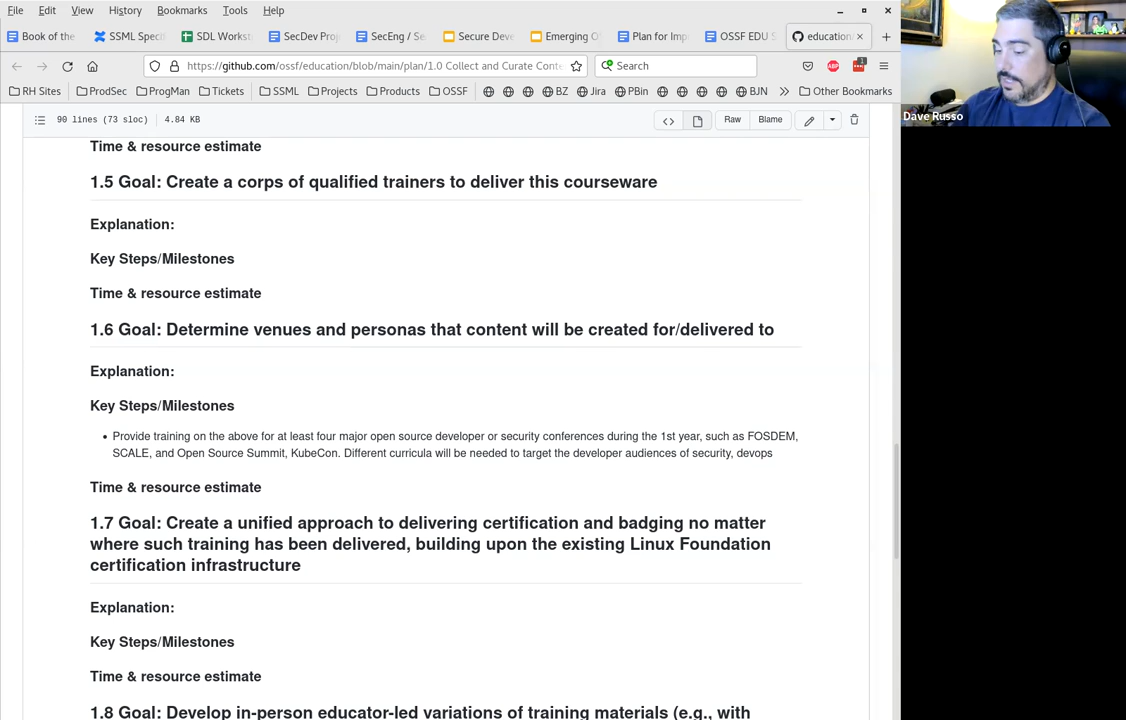 File Edit View History Bookmarks Tools Help
Book of the SSML Speci SDL Workst SecDev Proj SecEng / Se Secure Deve Emerging O Plan for Imp OSSF EDU S education/
https://github.com/ossf/education/blob/main/plan/1.0 Collect and Curate Conte Search ABP
RH Sites ProdSec ProgMan Tickets SSML Projects Products OSSF BZ Jira PBin BJN Other Bookmarks
90 lines (73 sloc) 4.84 KB Raw Blame
Time & resource estimate
1.5 Goal: Create a corps of qualified trainers to deliver this courseware
Explanation:
Key Steps/Milestones
Time & resource estimate
1.6 Goal: Determine venues and personas that content will be created for/delivered to
Explanation:
Key Steps/Milestones
• Provide training on the above for at least four major open source developer or security conferences during the 1st year, such as FOSDEM,
SCALE, and Open Source Summit, KubeCon. Different curricula will be needed to target the developer audiences of security, devops
Time & resource estimate
1.7 Goal: Create a unified approach to delivering certification and badging no matter
where such training has been delivered, building upon the existing Linux Foundation
certification infrastructure
Explanation:
Key Steps/Milestones
Time & resource estimate
1.8 Goal: Develop in-person educator-led variations of training materials (e.g., with
Dave Russo